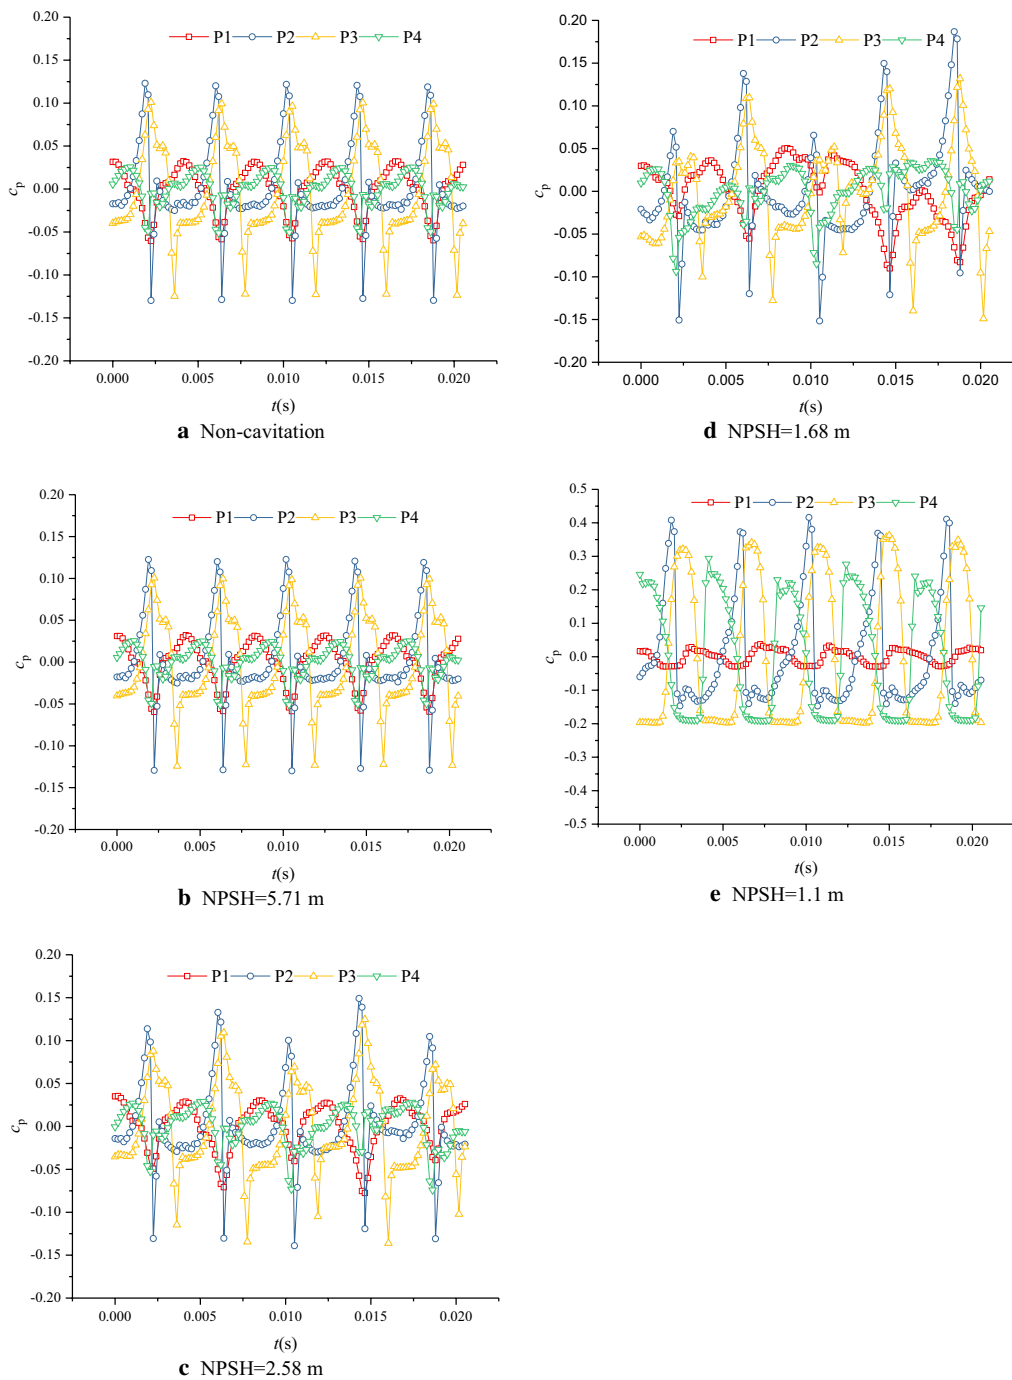 0.20
P1 P2 P3 P4
0.15
0.10
0.05
0.00
-0.05
-0.10
-0.15
-0.20
cp
0.000 0.005 0.010 0.015 0.020
t(s)
a Non-cavitation
0.20
P1 P2 P3 P4
0.15
0.10
0.05
0.00
-0.05
-0.10
-0.15
-0.20
cp
0.000 0.005 0.010 0.015 0.020
t(s)
b NPSH=5.71 m
0.20
P1 P2 P3 P4
0.15
0.10
0.05
0.00
-0.05
-0.10
-0.15
-0.20
cp
0.000 0.005 0.010 0.015 0.020
t(s)
c NPSH=2.58 m
0.20
P1 P2 P3 P4
0.15
0.10
0.05
0.00
-0.05
-0.10
-0.15
-0.20
cp
0.000 0.005 0.010 0.015 0.020
t(s)
d NPSH=1.68 m
0.5
P1 P2 P3 P4
0.4
0.3
0.2
0.1
0.0
-0.1
-0.2
-0.3
-0.4
-0.5
cp
0.000 0.005 0.010 0.015 0.020
t(s)
e NPSH=1.1 m